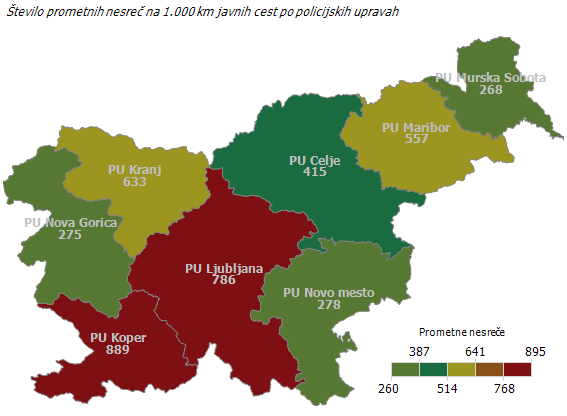 Število prometnih nesreč na 1.000 km javnih cest po policijskih upravah
PU Murska Sobota
268
PU Maribor
557
PU Celje
415
PU Kranj
633
PU Nova Gorica
275
PU Ljubljana
786
PU Novo mesto
278
PU Koper
889
Prometne nesreče
387 641 895
260 514 768